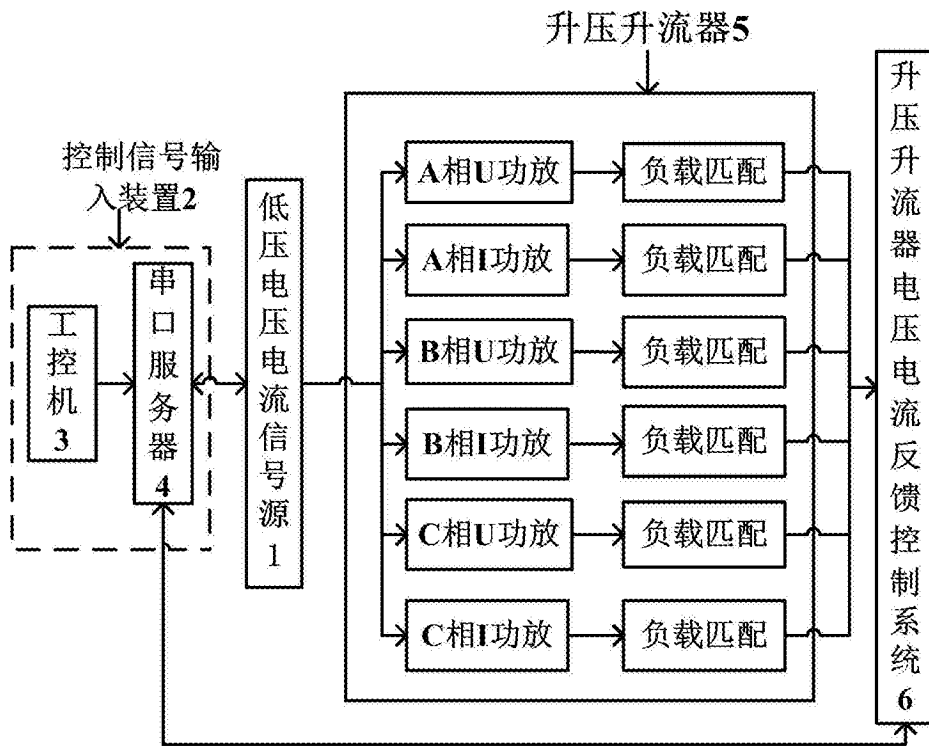 升压升流器5
控制信号输
入装置2
工控机3
串口服务器4
低压电压电流信号源1
A相U功放
负载匹配
A相I功放
负载匹配
B相U功放
负载匹配
B相I功放
负载匹配
C相U功放
负载匹配
C相I功放
负载匹配
升压升流器电压电流反馈控制系统6